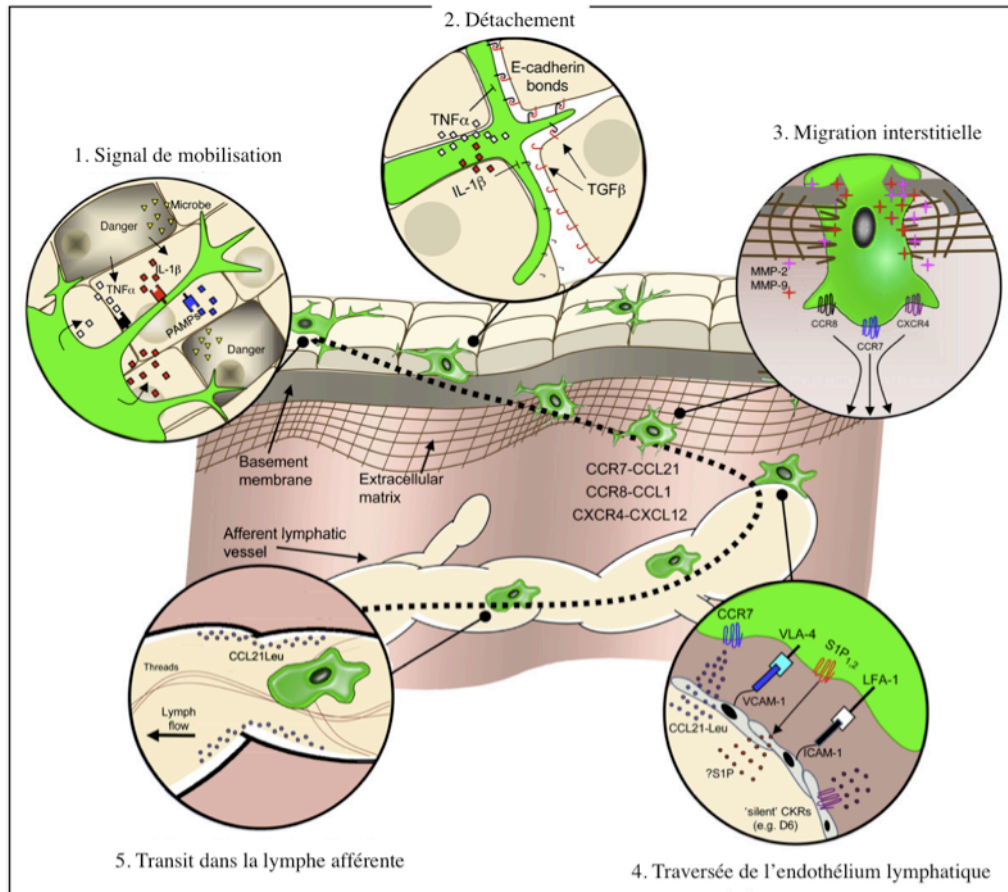 2. Détachement
E-cadherin
bonds
TNFα
IL-1β
TGFβ
1. Signal de mobilisation
Microbe
Danger
IL-1β
TNFα
PAMPs
Danger
3. Migration interstitielle
MMP-2
MMP-9
CCR8
CXCR4
CCR7
Basement
membrane
Extracellular
matrix
CCR7-CCL21
CCR8-CCL1
CXCR4-CXCL12
Afferent lymphatic
vessel
CCL21Leu
Threads
Lymph
flow
CCR7
VLA-4
S1P1,2
LFA-1
VCAM-1
CCL21-Leu
ICAM-1
?S1P
'silent' CKRs
(e.g. D6)
5. Transit dans la lymphe afférente
4. Traversée de l'endothélium lymphatique